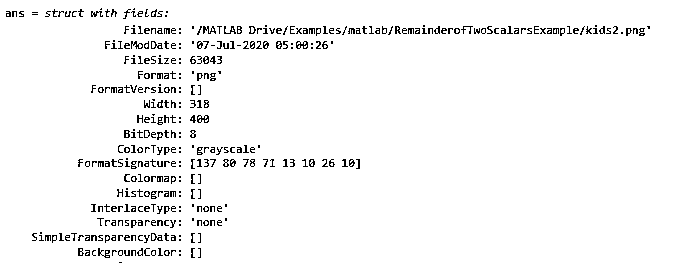 ans = struct with fields:
Filename: '/MATLAB Drive/Examples/matlab/RemainderofTwoScalarsExample/kids2.png'
FileModDate: '07-Jul-2020 05:00:26'
FileSize: 63043
Format: 'png'
FormatVersion: []
Width: 318
Height: 400
BitDepth: 8
ColorType: 'grayscale'
FormatSignature: [137 80 78 71 13 10 26 10]
Colormap: []
Histogram: []
InterlaceType: 'none'
Transparency: 'none'
SimpleTransparencyData: []
BackgroundColor: []